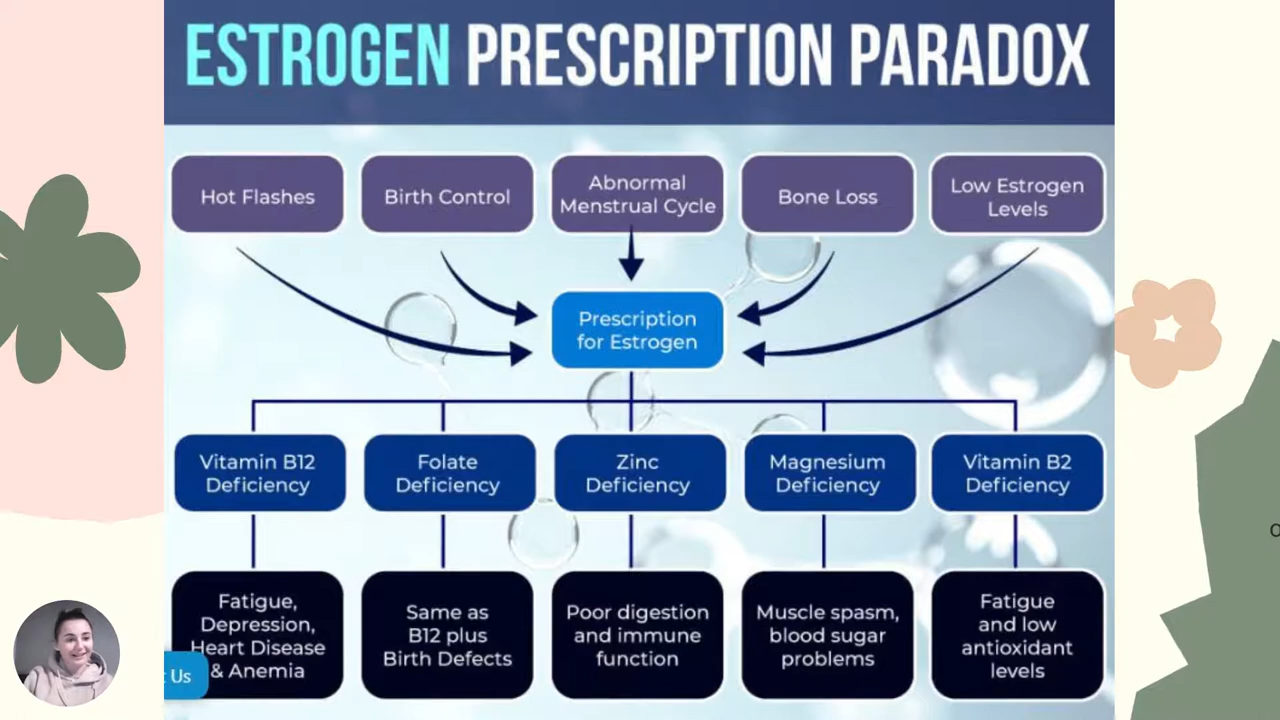 ESTROGEN PRESCRIPTION PARADOX
Hot Flashes
Birth Control
Abnormal
Menstrual Cycle
Bone Loss
Low Estrogen
Levels
Prescription
for Estrogen
Vitamin B12
Deficiency
Folate
Deficiency
Zinc
Deficiency
Magnesium
Deficiency
Vitamin B2
Deficiency
Fatigue,
Depression,
Heart Disease
& Anemia
Same as
B12 plus
Birth Defects
Poor digestion
and immune
function
Muscle spasm,
blood sugar
problems
Fatigue
and low
antioxidant
levels
Us